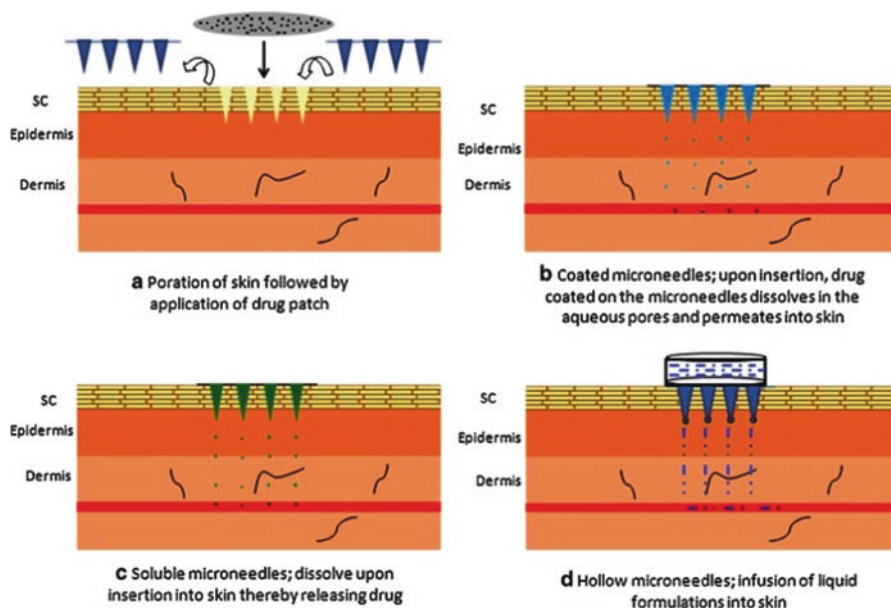 SC
Epidermis
Dermis
a Poration of skin followed by
application of drug patch
SC
Epidermis
Dermis
b Coated microneedles; upon insertion, drug
coated on the microneedles dissolves in the
aqueous pores and permeates into skin
SC
Epidermis
Dermis
c Soluble microneedles; dissolve upon
insertion into skin thereby releasing drug
SC
Epidermis
Dermis
d Hollow microneedles; infusion of liquid
formulations into skin